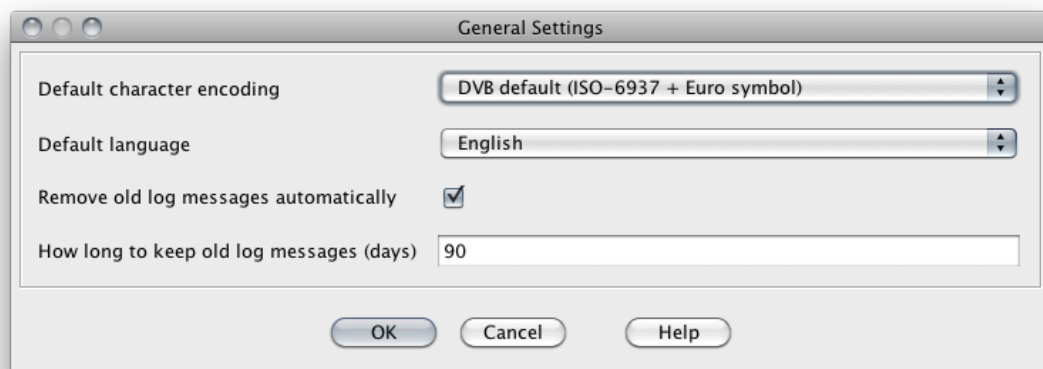 General Settings
Default character encoding DVB default (ISO-6937 + Euro symbol)
Default language English
Remove old log messages automatically
How long to keep old log messages (days) 90
OK Cancel Help